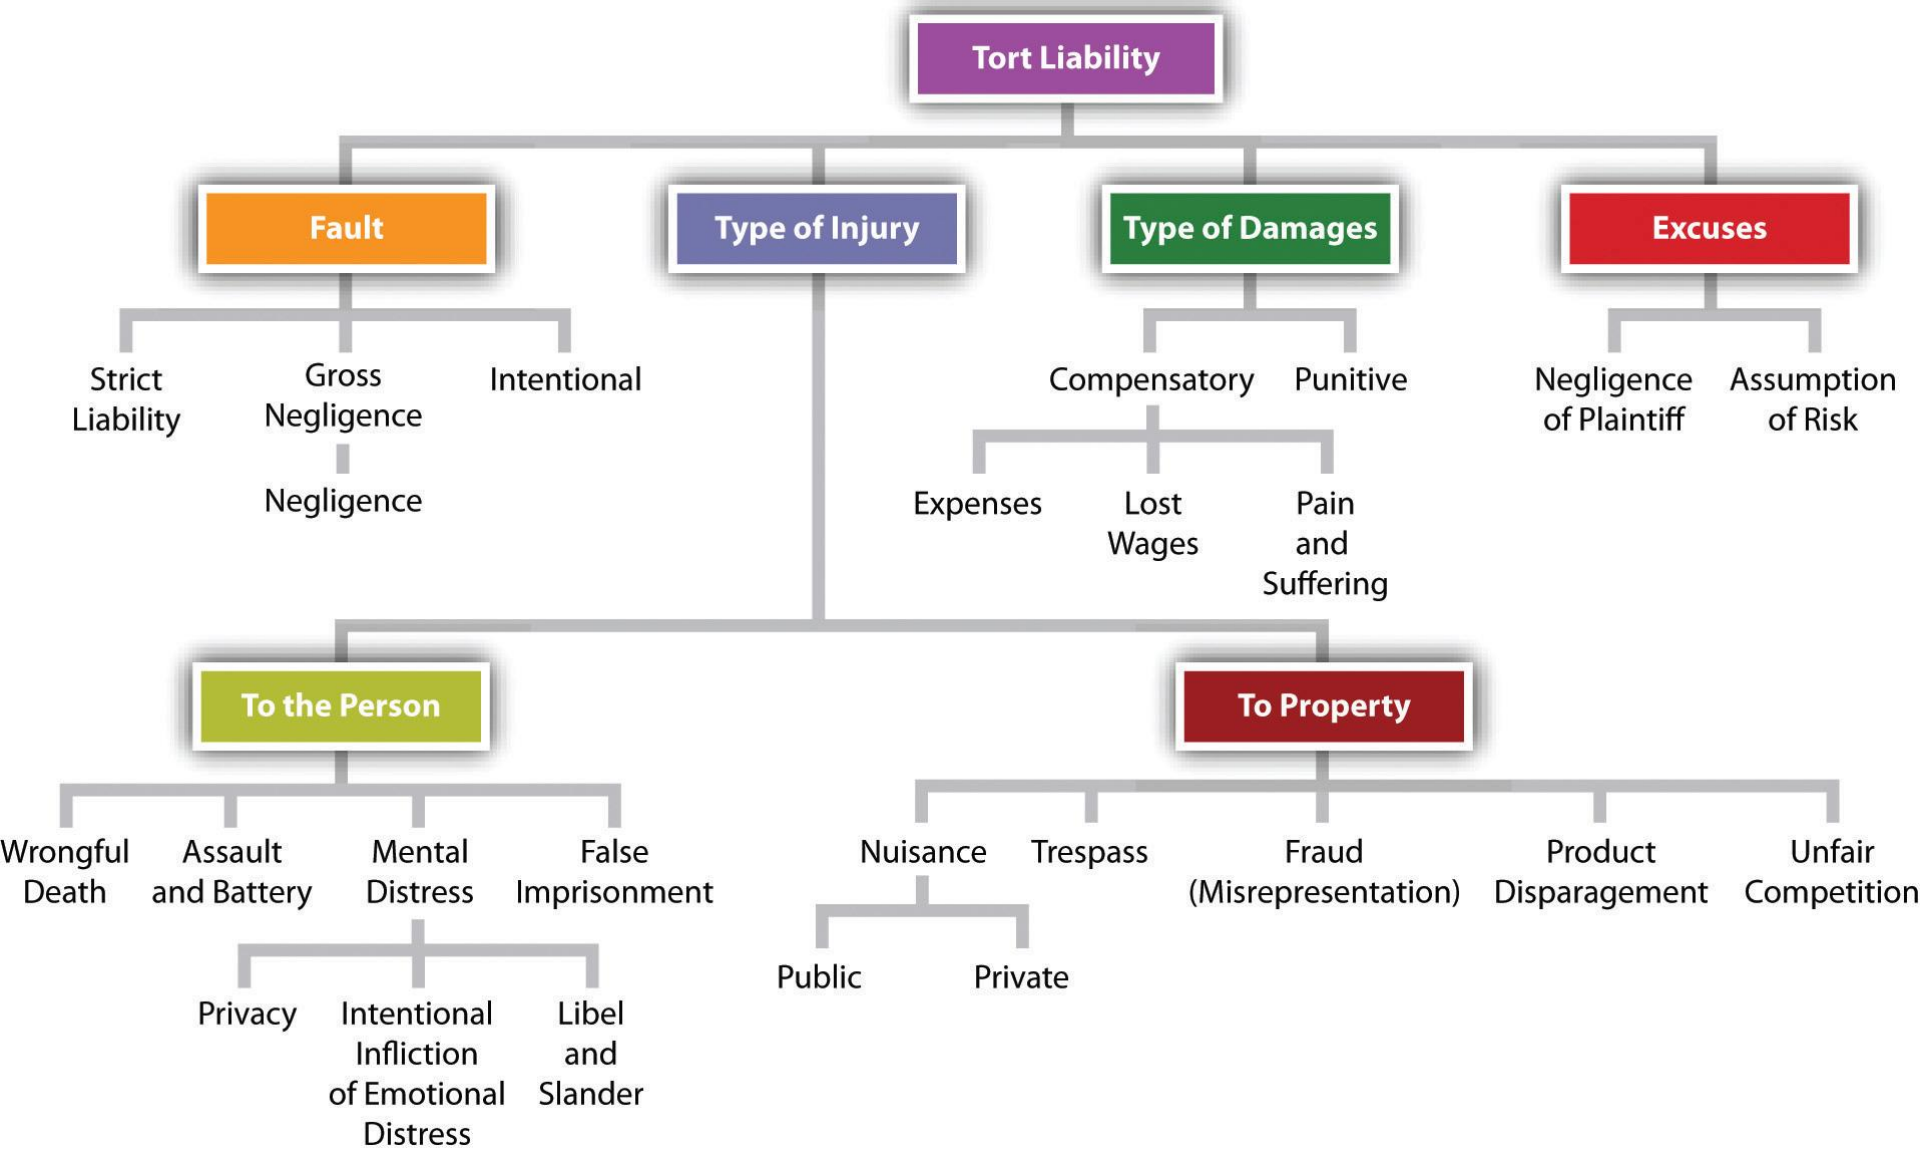 Tort Liability
Fault
Type of Injury
Type of Damages
Excuses
Strict
Liability
Gross
Negligence
Intentional
Negligence
Compensatory
Punitive
Expenses
Lost
Wages
Pain
and
Suffering
Negligence
of Plaintiff
Assumption
of Risk
To the Person
To Property
Wrongful
Death
Assault
and Battery
Mental
Distress
False
Imprisonment
Privacy
Intentional
Infliction
of Emotional
Distress
Libel
and
Slander
Nuisance
Trespass
Fraud
(Misrepresentation)
Product
Disparagement
Unfair
Competition
Public
Private